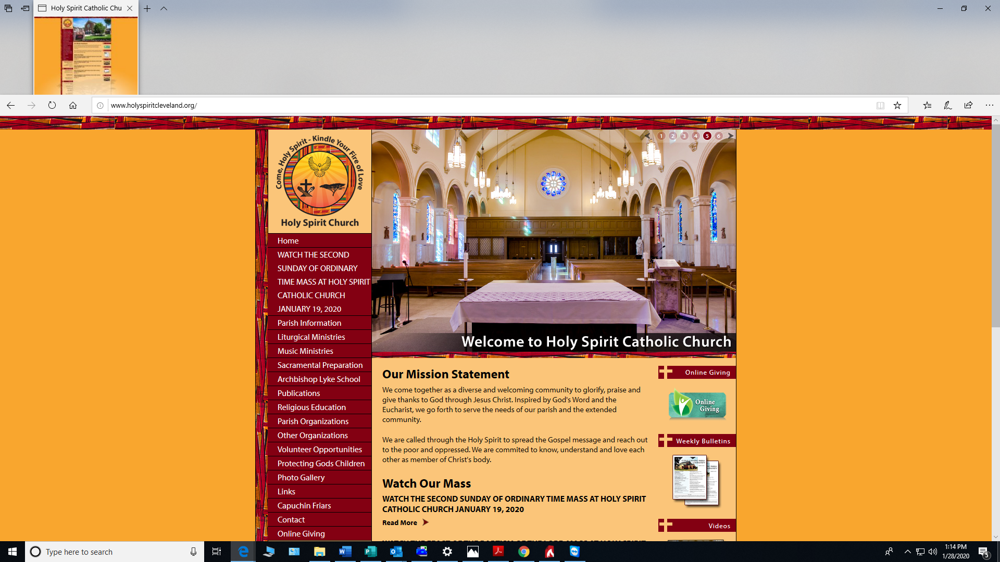 Holy Spirit Catholic Chu
www.holyspiritcleveland.org/
Come, Holy Spirit - Kindle Your Fire of Love
Holy Spirit Church
1 2 3 4 5 6
Welcome to Holy Spirit Catholic Church
Home
WATCH THE SECOND
SUNDAY OF ORDINARY
TIME MASS AT HOLY SPIRIT
CATHOLIC CHURCH
JANUARY 19, 2020
Parish Information
Liturgical Ministries
Music Ministries
Sacramental Preparation
Archbishop Lyke School
Publications
Religious Education
Parish Organizations
Other Organizations
Volunteer Opportunities
Protecting Gods Children
Photo Gallery
Links
Capuchin Friars
Contact
Online Giving
Our Mission Statement
We come together as a diverse and welcoming community to glorify, praise and
give thanks to God through Jesus Christ. Inspired by God's Word and the
Eucharist, we go forth to serve the needs of our parish and the extended
community.
We are called through the Holy Spirit to spread the Gospel message and reach out
to the poor and oppressed. We are commited to know, understand and love each
other as member of Christ's body.
Watch Our Mass
WATCH THE SECOND SUNDAY OF ORDINARY TIME MASS AT HOLY SPIRIT
CATHOLIC CHURCH JANUARY 19, 2020
Read More
Online Giving
Online
Giving
Weekly Bulletins
Videos
Type here to search
1:14 PM
1/28/2020
5